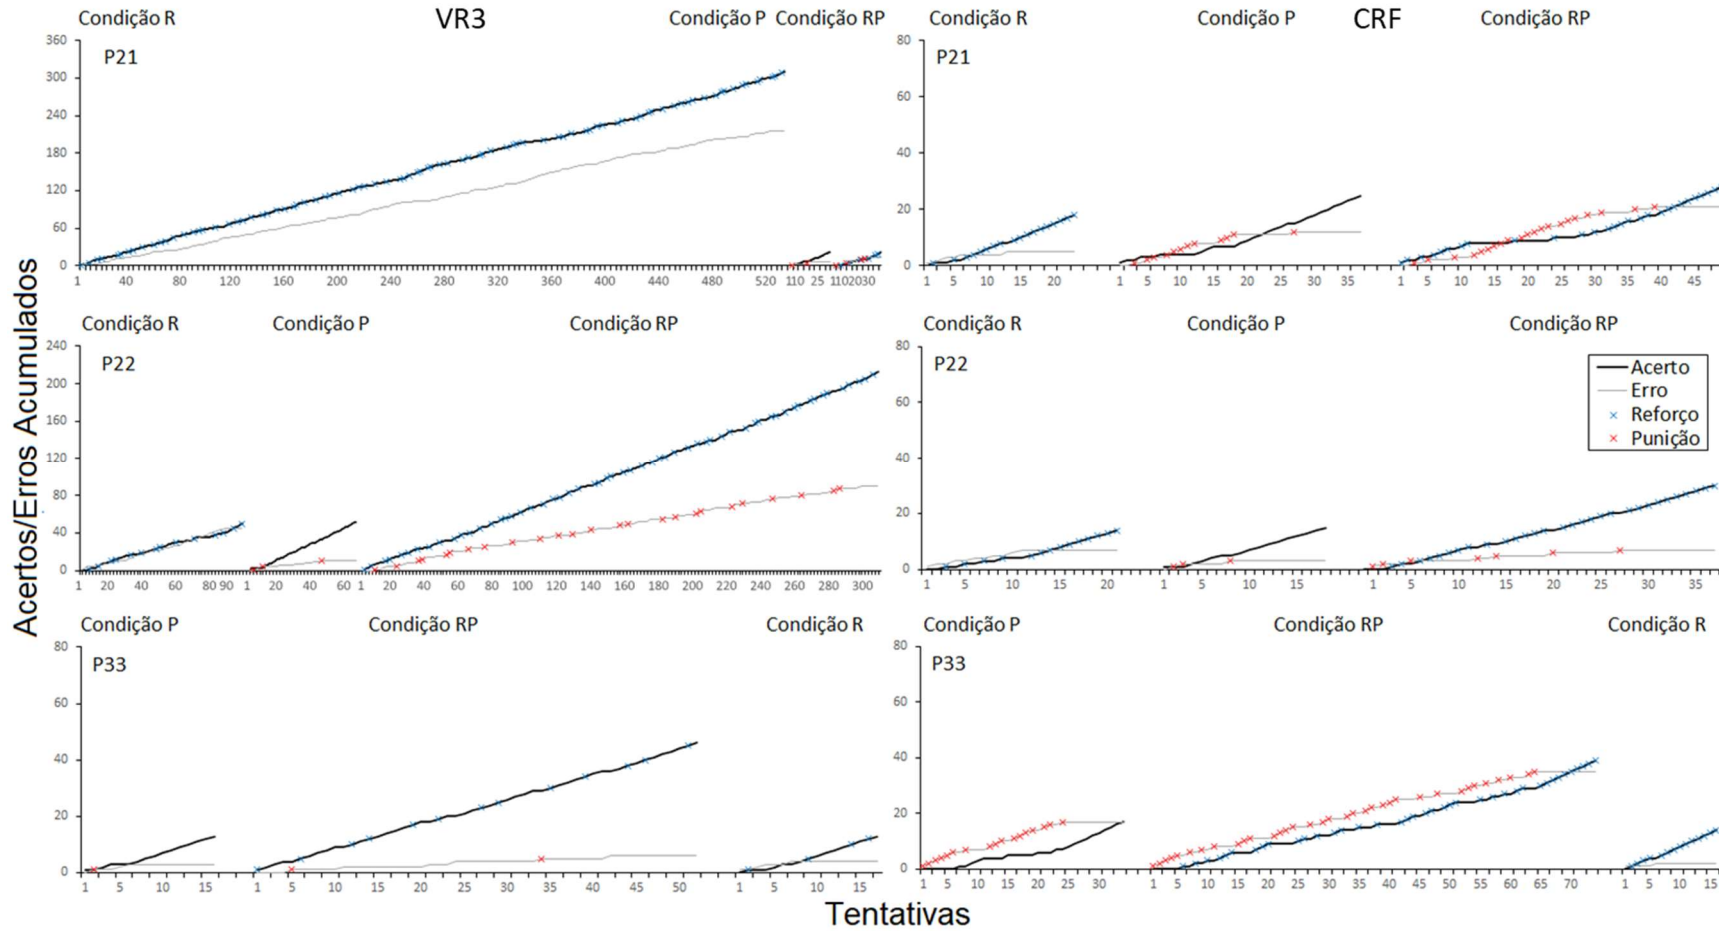 Condição R VR3 Condição P Condição RP
Condição R Condição P CRF Condição RP
Acertos/Erros Acumulados
P21
360
300
240
180
120
60
0
1 40 80 120 160 200 240 280 320 360 400 440 480 520 1 10 25 1 10 20 30
P21
80
60
40
20
0
1 5 10 15 20 1 5 10 15 20 25 30 35 1 5 10 15 20 25 30 35 40 45
Condição R Condição P Condição RP
P22
240
200
160
120
80
40
0
1 20 40 60 80 90 1 20 40 60 1 20 40 60 80 100 120 140 160 180 200 220 240 260 280 300
Condição R Condição P Condição RP
P22
80
60
40
20
0
1 5 10 15 20 1 5 10 15 1 5 10 15 20 25 30 35
Acerto
Erro
Reforço
Punição
Condição P Condição RP Condição R
P33
80
60
40
20
0
1 5 10 15 1 5 10 15 20 25 30 35 40 45 50 1 5 10 15
Condição P Condição RP Condição R
P33
80
60
40
20
0
1 5 10 15 20 25 30 1 5 10 15 20 25 30 35 40 45 50 55 60 65 70 1 5 10 15
Tentativas